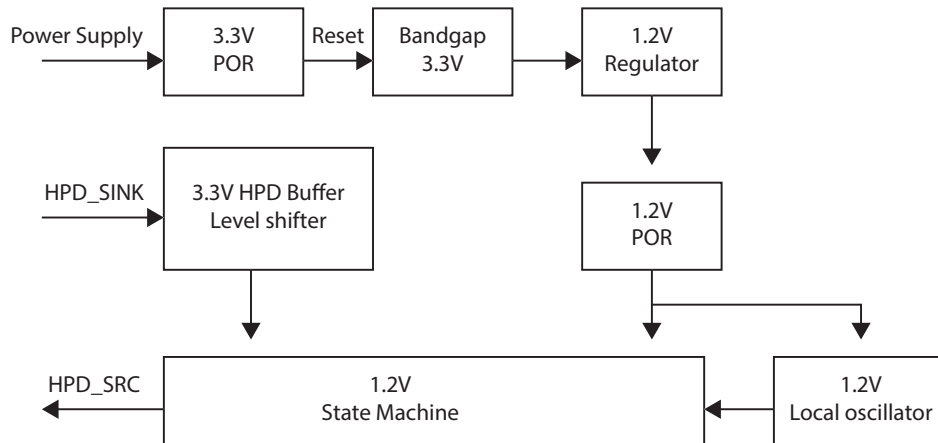 Power Supply
3.3V
POR
Reset
Bandgap
3.3V
1.2V
Regulator
HPD_SINK
3.3V HPD Buffer
Level shifter
1.2V
POR
HPD_SRC
1.2V
State Machine
1.2V
Local oscillator